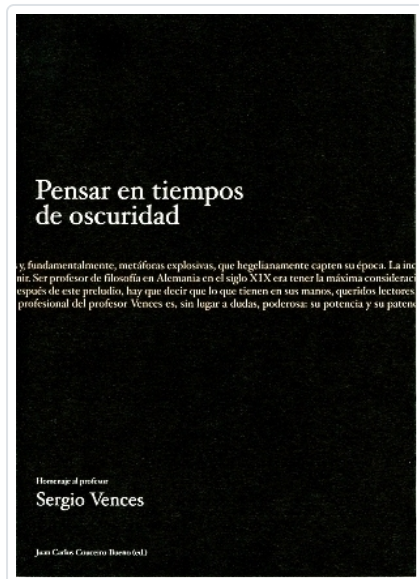 Pensar en tiempos
de oscuridad
y, fundamentalmente, metáforas explosivas, que hegelianamente capten su época. La inc
nir. Ser profesor de filosofía en Alemania en el siglo XIX era tener la máxima consideraci
espués de este preludio, hay que decir que lo que tienen en sus manos, queridos lectores
profesional del profesor Vences es, sin lugar a dudas, poderosa: su potencia y su paten
Homenaje al profesor
Sergio Vences
Juan Carlos Couceiro Bueno (ed.)